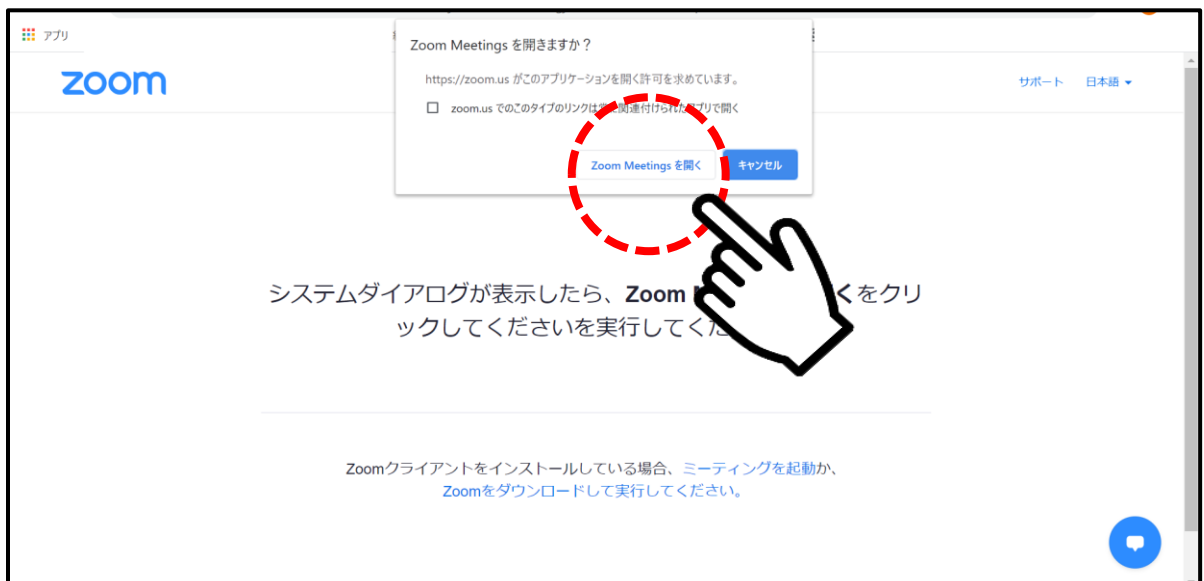 アプリ
Zoom Meetings を開きますか？
https://zoom.us がこのアプリケーションを開く許可を求めています。
zoom.us でのこのタイプのリンクは常に関連付けられたアプリで開く
Zoom Meetings を開く キャンセル
zoom
サポート 日本語
システムダイアログが表示したら、Zoom くをクリ
ックしてくださいを実行してくだ
Zoomクライアントをインストールしている場合、ミーティングを起動か、
Zoomをダウンロードして実行してください。